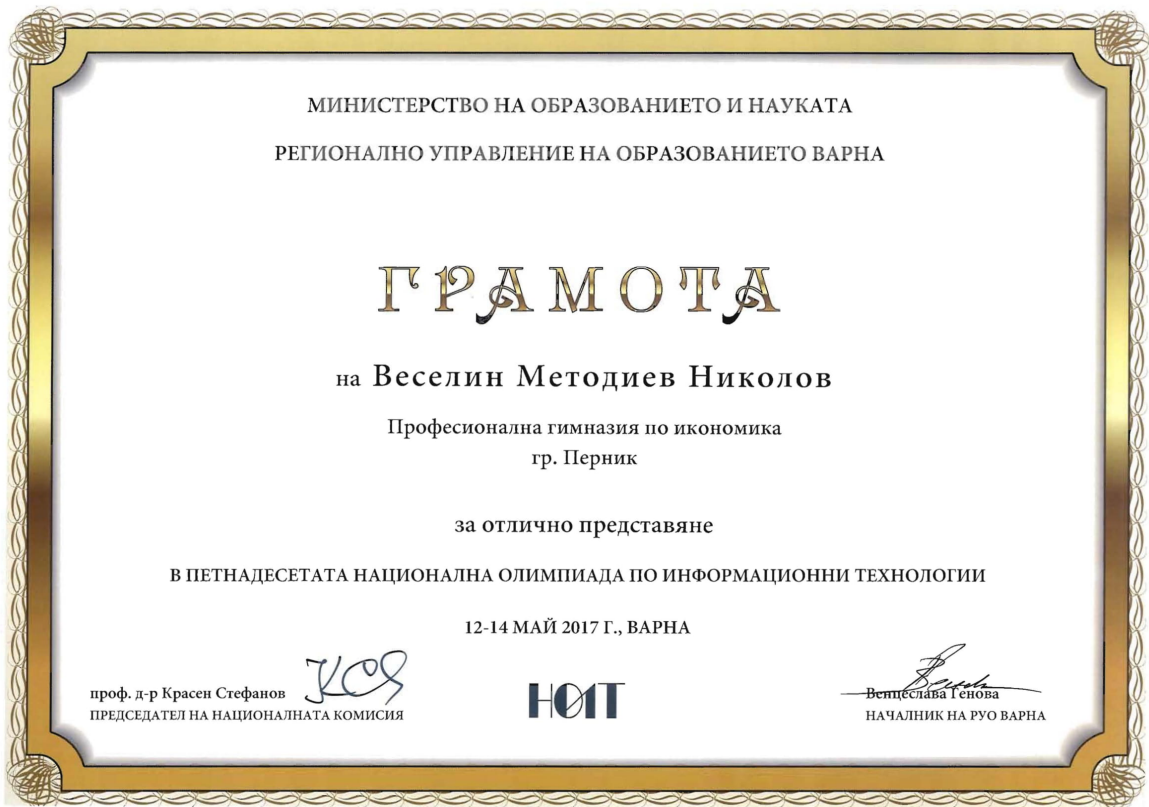 МИНИСТЕРСТВО НА ОБРАЗОВАНИЕТО И НАУКАТА
РЕГИОНАЛНО УПРАВЛЕНИЕ НА ОБРАЗОВАНИЕТО ВАРНА
ГРАМОТА
на Веселин Методиев Николов
Професионална гимназия по икономика
гр. Перник
за отлично представяне
В ПЕТНАДЕСЕТАТА НАЦИОНАЛНА ОЛИМПИАДА ПО ИНФОРМАЦИОННИ ТЕХНОЛОГИИ
12-14 МАЙ 2017 Г., ВАРНА
проф. д-р Красен Стефанов
ПРЕДСЕДАТЕЛ НА НАЦИОНАЛНАТА КОМИСИЯ
НОИТ
Венцеслава Генова
НАЧАЛНИК НА РУО ВАРНА